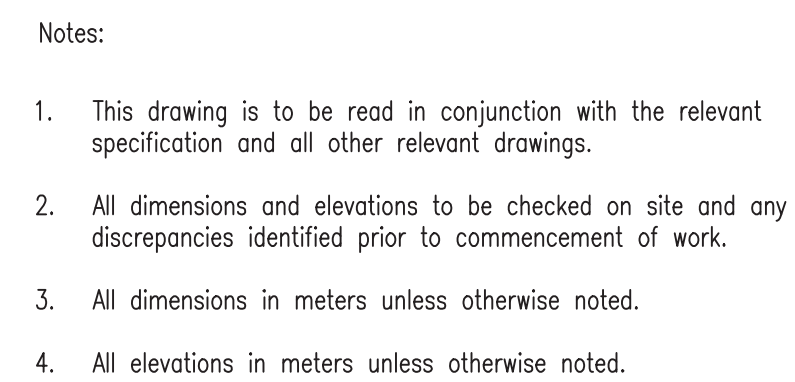 Notes:
1. This drawing is to be read in conjunction with the relevant
specification and all other relevant drawings.
2. All dimensions and elevations to be checked on site and any
discrepancies identified prior to commencement of work.
3. All dimensions in meters unless otherwise noted.
4. All elevations in meters unless otherwise noted.